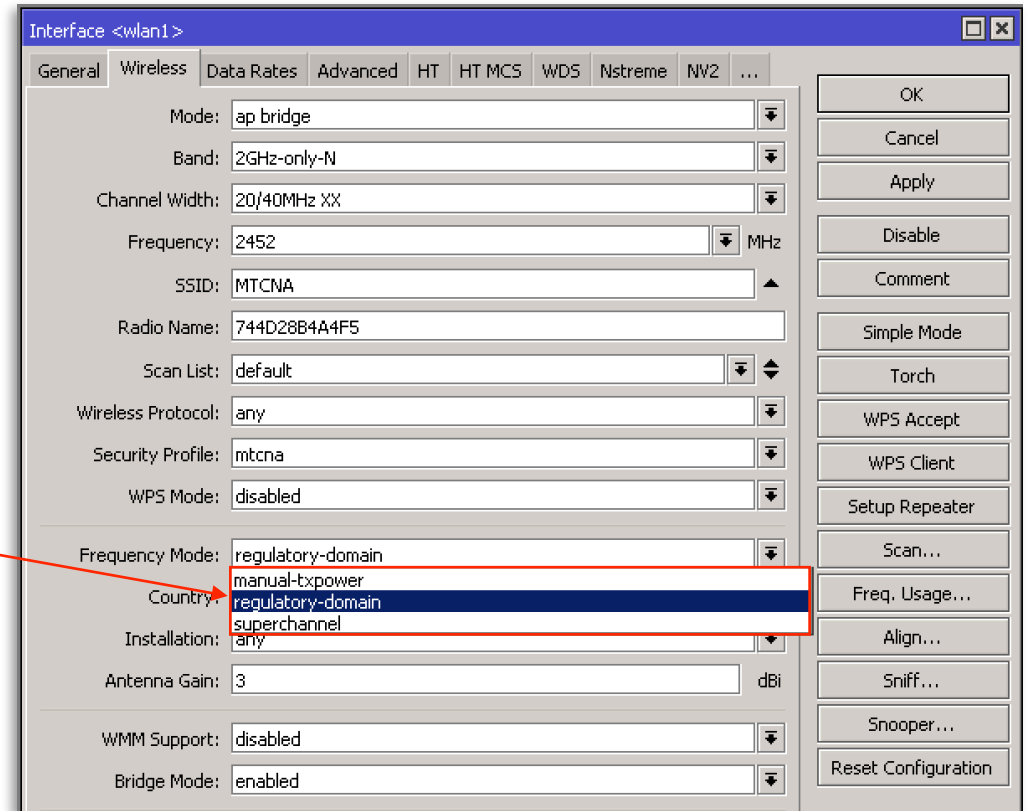 Interface <wlan1>
General Wireless Data Rates Advanced HT HT MCS WDS Nstreme NV2 ...
Mode: ap bridge
Band: 2GHz-only-N
Channel Width: 20/40MHz XX
Frequency: 2452 MHz
SSID: MTCNA
Radio Name: 744D28B4A4F5
Scan List: default
Wireless Protocol: any
Security Profile: mtcna
WPS Mode: disabled
Frequency Mode: regulatory-domain
manual-txpower
Country: regulatory-domain
superchannel
Installation: any
Antenna Gain: 3 dBi
WMM Support: disabled
Bridge Mode: enabled
OK
Cancel
Apply
Disable
Comment
Simple Mode
Torch
WPS Accept
WPS Client
Setup Repeater
Scan...
Freq. Usage...
Align...
Sniff...
Snooper...
Reset Configuration